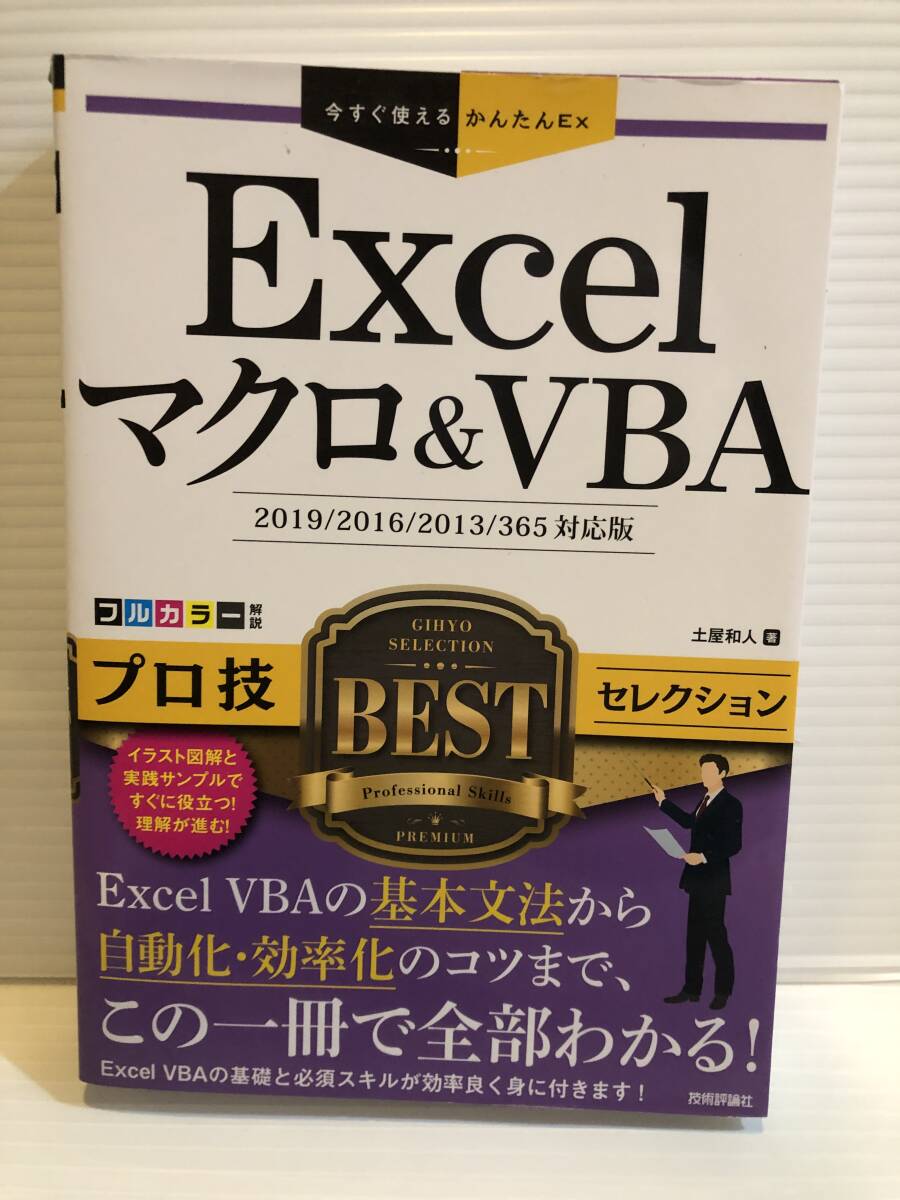 今すぐ使える かんたんEx
Excel
マクロ&VBA
2019/2016/2013/365 対応版
フルカラー 解説
土屋和人 著
GIHYO
SELECTION
プロ技 BEST セレクション
Professional Skills
PREMIUM
イラスト図解と
実践サンプルで
すぐに役立つ!
理解が進む!
Excel VBAの基本文法から
自動化・効率化のコツまで、
この一冊で全部わかる!
Excel VBAの基礎と必須スキルが効率良く身に付きます!
技術評論社